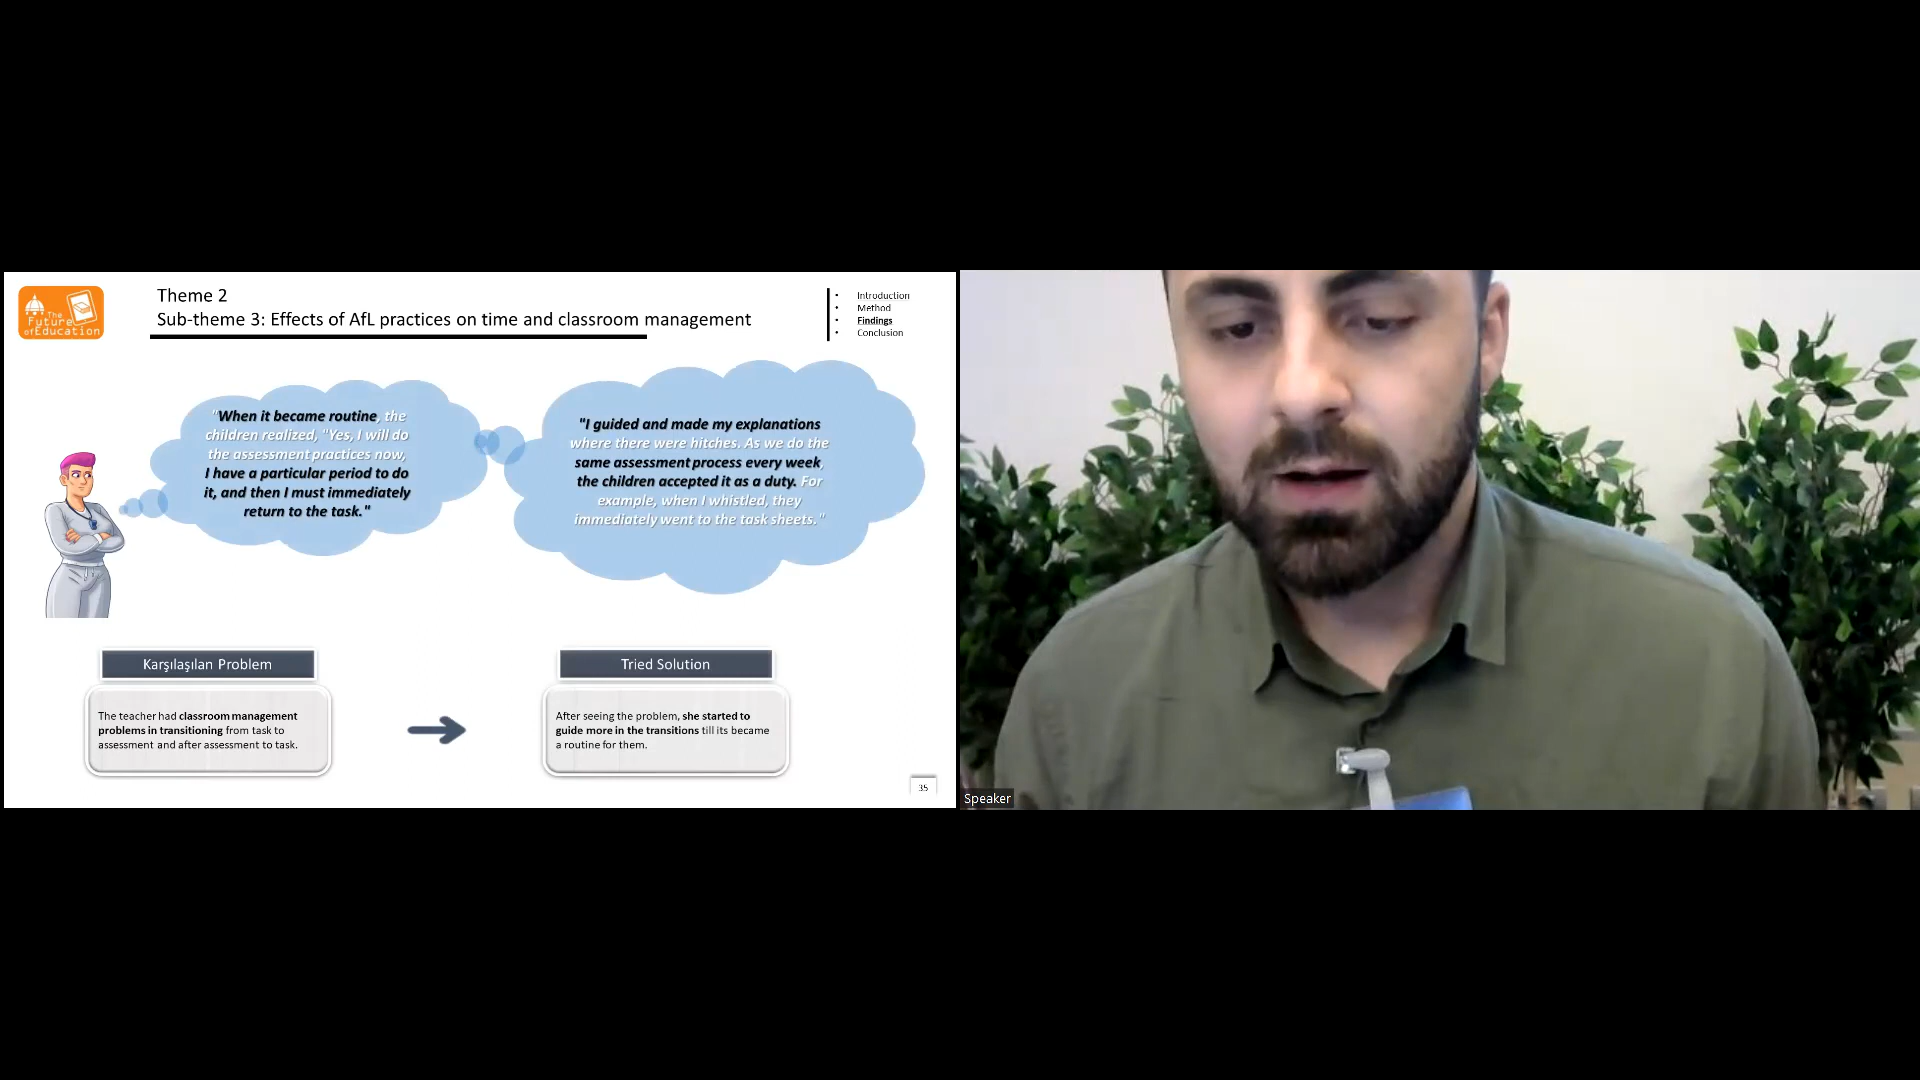 The
Future
of Education
Theme 2
Sub-theme 3: Effects of AfL practices on time and classroom management
• Introduction
• Method
• Findings
• Conclusion
"When it became routine, the
children realized, "Yes, I will do
the assessment practices now,
I have a particular period to do
it, and then I must immediately
return to the task."
"I guided and made my explanations
where there were hitches. As we do the
same assessment process every week,
the children accepted it as a duty. For
example, when I whistled, they
immediately went to the task sheets."
Karşılaşılan Problem
The teacher had classroom management
problems in transitioning from task to
assessment and after assessment to task.
Tried Solution
After seeing the problem, she started to
guide more in the transitions till its became
a routine for them.
35
Speaker